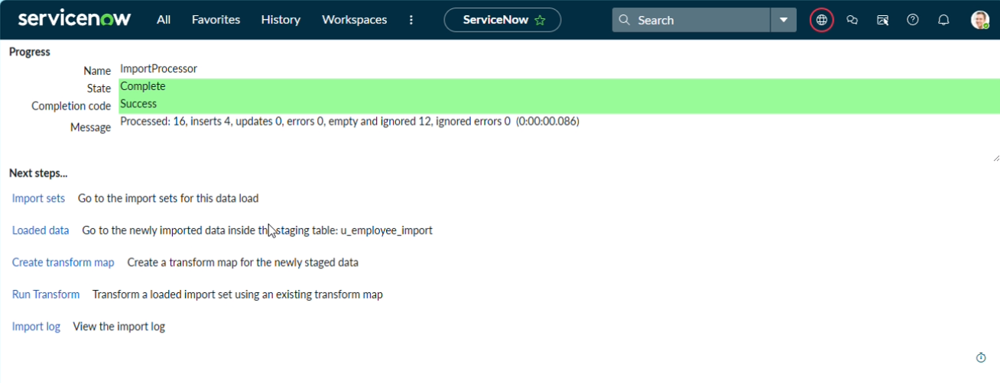 servicenow All Favorites History Workspaces ServiceNow Search
Progress
Name ImportProcessor
State Complete
Completion code Success
Message Processed: 16, inserts 4, updates 0, errors 0, empty and ignored 12, ignored errors 0 (0:00:00.086)
Next steps...
Import sets Go to the import sets for this data load
Loaded data Go to the newly imported data inside the staging table: u_employee_import
Create transform map Create a transform map for the newly staged data
Run Transform Transform a loaded import set using an existing transform map
Import log View the import log